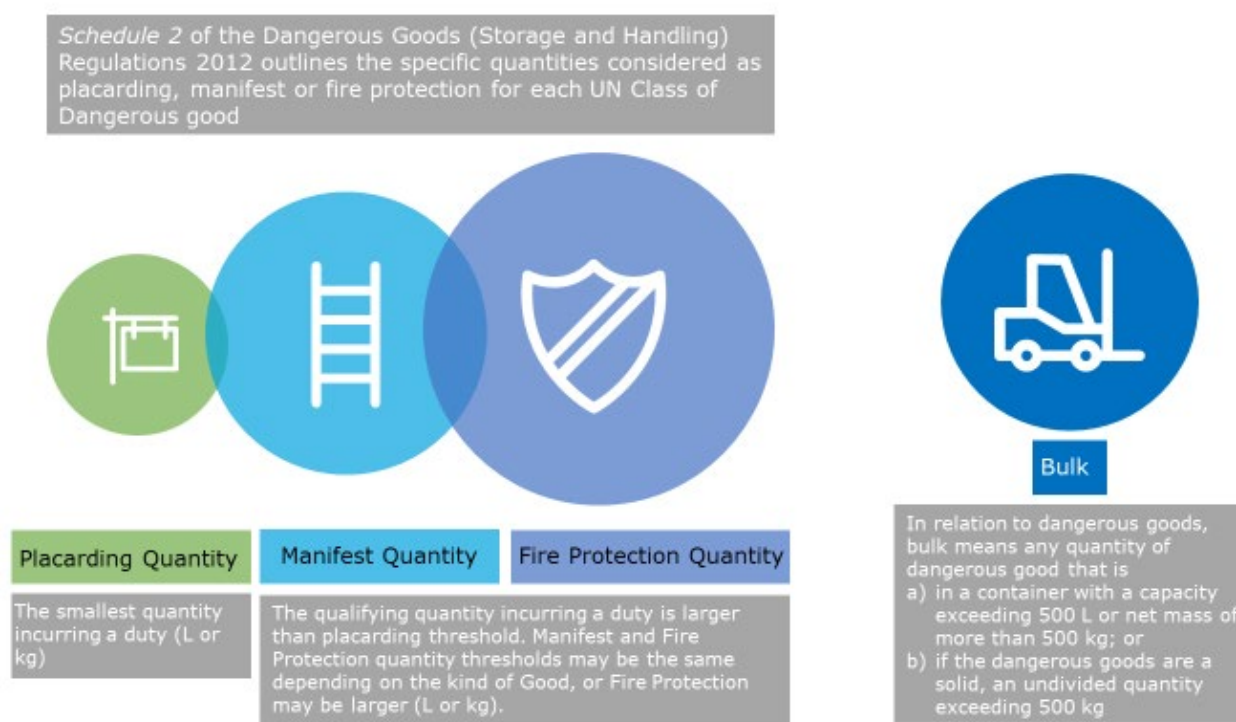 Schedule 2 of the Dangerous Goods (Storage and Handling)
Regulations 2012 outlines the specific quantities considered as
placarding, manifest or fire protection for each UN Class of
Dangerous good
Placarding Quantity
The smallest quantity
incurring a duty (L or
kg)
Manifest Quantity
Fire Protection Quantity
The qualifying quantity incurring a duty is larger
than placarding threshold. Manifest and Fire
Protection quantity thresholds may be the same
depending on the kind of Good, or Fire Protection
may be larger (L or kg).
Bulk
In relation to dangerous goods,
bulk means any quantity of
dangerous good that is
a) in a container with a capacity
exceeding 500 L or net mass of
more than 500 kg; or
b) if the dangerous goods are a
solid, an undivided quantity
exceeding 500 kg